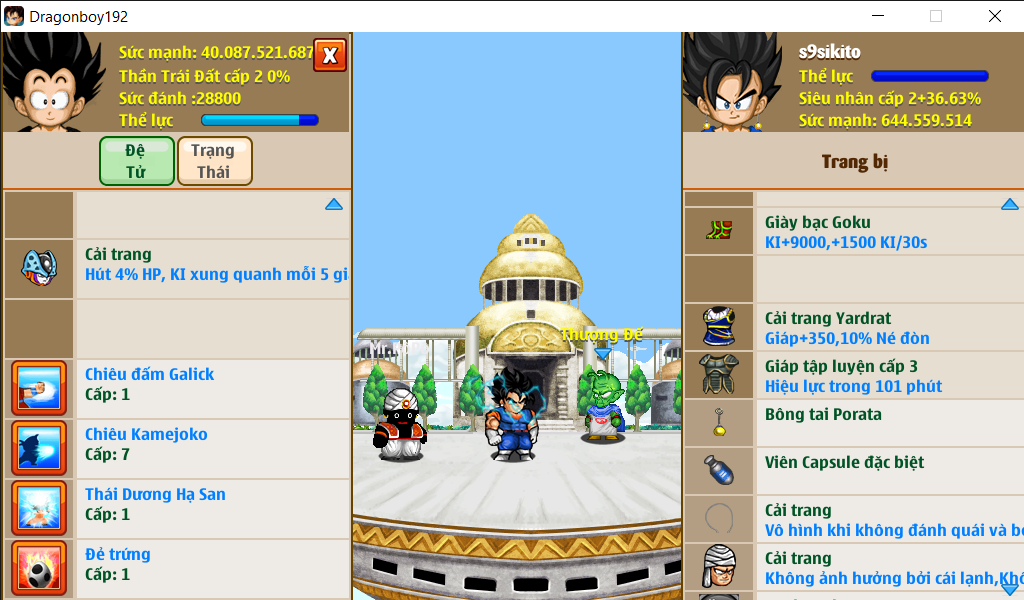 Dragonboy192
Sức mạnh: 40.087.521.687
Thần Trái Đất cấp 2 0%
Sức đánh :28800
Thể lực
X
Đệ
Tử
Trạng
Thái
Cải trang
Hút 4% HP, KI xung quanh mỗi 5 gi
Chiêu đấm Galick
Cấp: 1
Chiêu Kamejoko
Cấp: 7
Thái Dương Hạ San
Cấp: 1
Đẻ trứng
Cấp: 1
Thượng Đế
s9sikito
Thể lực
Siêu nhân cấp 2+36.63%
Sức mạnh: 644.559.514
Trang bị
Giày bạc Goku
KI+9000,+1500 KI/30s
Cải trang Yardrat
Giáp+350,10% Né đòn
Giáp tập luyện cấp 3
Hiệu lực trong 101 phút
Bông tai Porata
Viên Capsule đặc biệt
Cải trang
Vô hình khi không đánh quái và bo
Cải trang
Không ảnh hưởng bởi cái lạnh,Khô